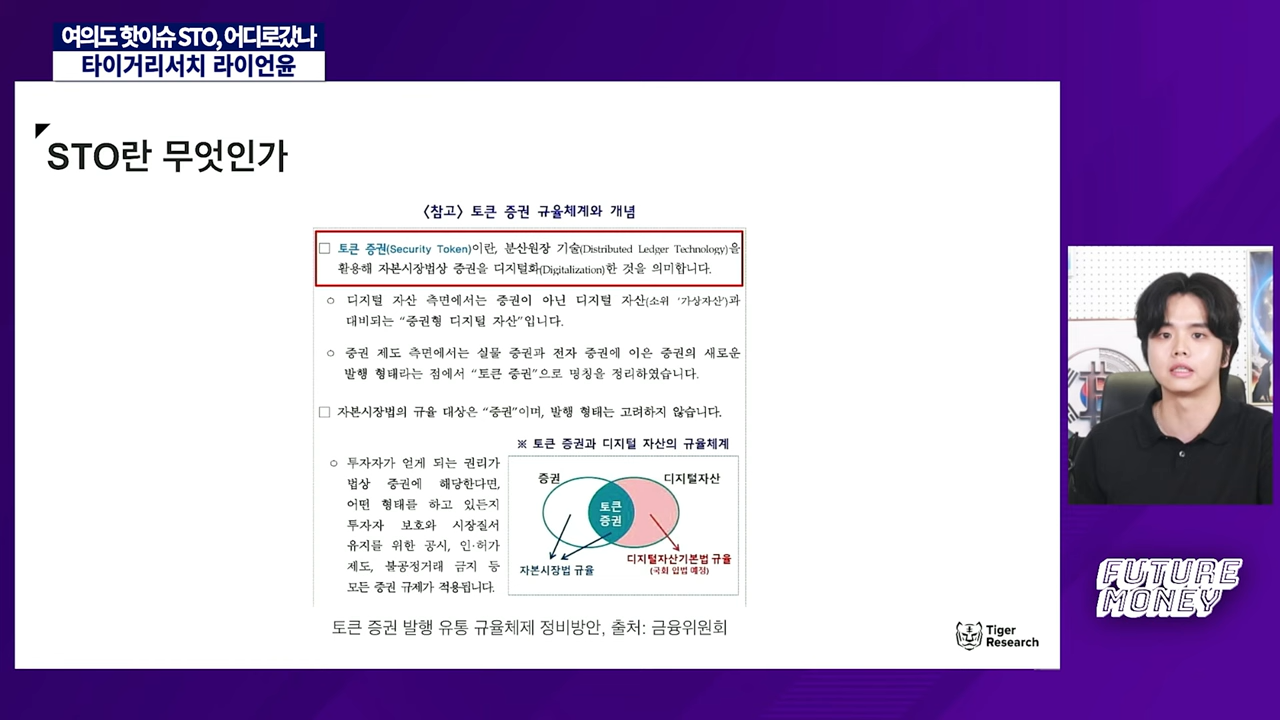 여의도 핫이슈 STO, 어디로갔나
타이거리서치 라이언윤
STO란 무엇인가
<참고> 토큰 증권 규율체계와 개념
□ 토큰 증권(Security Token)이란, 분산원장 기술(Distributed Ledger Technology)을
활용해 자본시장법상 증권을 디지털화(Digitalization)한 것을 의미합니다.
○ 디지털 자산 측면에서는 증권이 아닌 디지털 자산(소위 '가상자산')과
대비되는 “증권형 디지털 자산”입니다.
○ 증권 제도 측면에서는 실물 증권과 전자 증권에 이은 증권의 새로운
발행 형태라는 점에서 “토큰 증권”으로 명칭을 정리하였습니다.
□ 자본시장법의 규율 대상은 “증권”이며, 발행 형태는 고려하지 않습니다.
○ 투자자가 얻게 되는 권리가
법상 증권에 해당한다면,
어떤 형태를 하고 있든지
투자자 보호와 시장질서
유지를 위한 공시, 인·허가
제도, 불공정거래 금지 등
모든 증권 규제가 적용됩니다.
※ 토큰 증권과 디지털 자산의 규율체계
증권
디지털자산
토큰
증권
자본시장법 규율
디지털자산기본법 규율
(국회 입법 예정)
토큰 증권 발행 유통 규율체제 정비방안, 출처: 금융위원회
Tiger
Research
FUTURE
MONEY